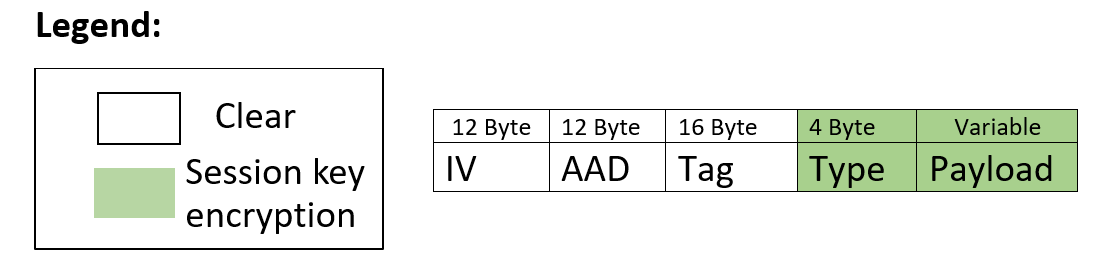 Legend:
Clear
Session key
encryption
12 Byte 12 Byte 16 Byte 4 Byte Variable
IV AAD Tag Type Payload